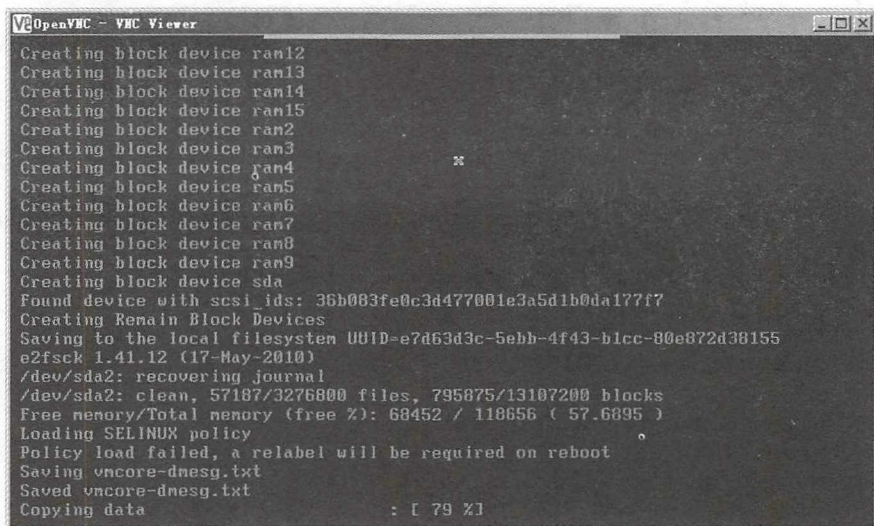 OpenVNC - VNC Viewer
Creating block device ram12
Creating block device ram13
Creating block device ram14
Creating block device ram15
Creating block device ram2
Creating block device ram3
Creating block device ram4
Creating block device ram5
Creating block device ram6
Creating block device ram7
Creating block device ram8
Creating block device ram9
Creating block device sda
Found device with scsi_ids: 36b083fe0c3d477001e3a5d1b0da177f7
Creating Remain Block Devices
Saving to the local filesystem UUID=e7d63d3c-5ebb-4f43-b1cc-80e872d38155
e2fsck 1.41.12 (17-May-2010)
/dev/sda2: recovering journal
/dev/sda2: clean, 57187/3276800 files, 795875/13107200 blocks
Free memory/Total memory (free %): 68452 / 118656 ( 57.6895 )
Loading SELINUX policy
Policy load failed, a relabel will be required on reboot
Saving vmcore-dmesg.txt
Saved vmcore-dmesg.txt
Copying data : [ 79 %]